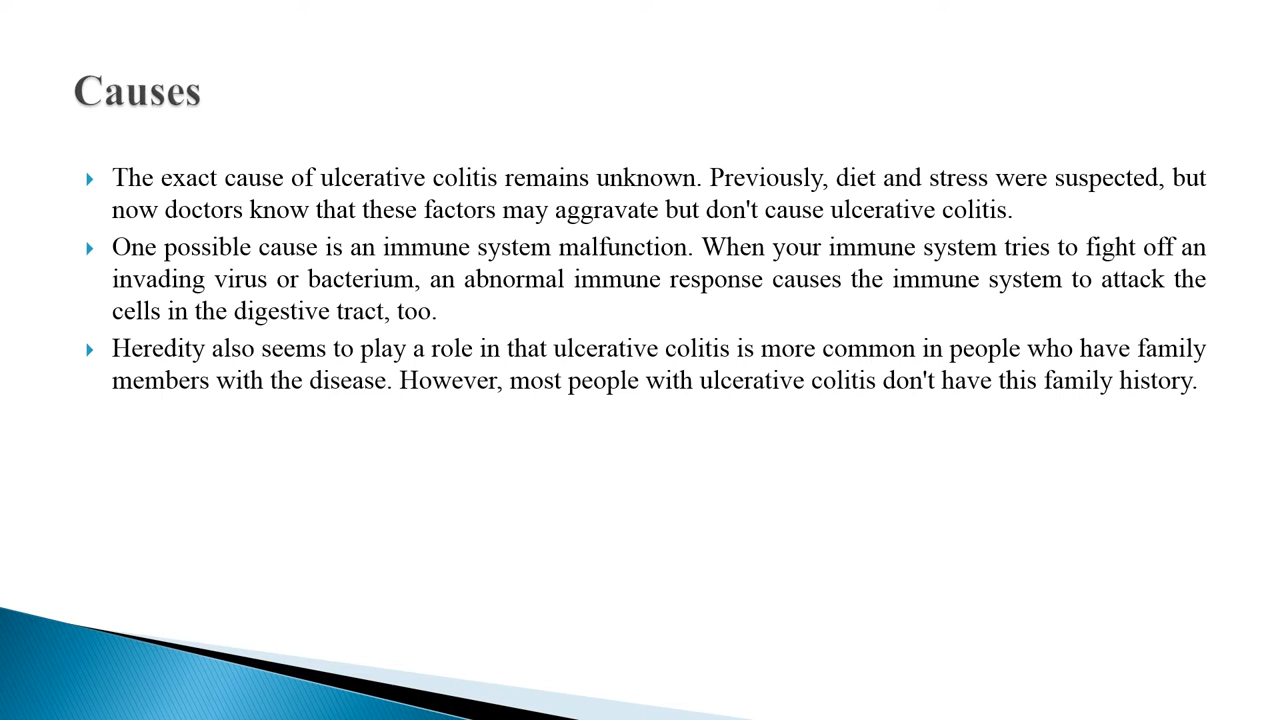 Causes
The exact cause of ulcerative colitis remains unknown. Previously, diet and stress were suspected, but
now doctors know that these factors may aggravate but don't cause ulcerative colitis.
One possible cause is an immune system malfunction. When your immune system tries to fight off an
invading virus or bacterium, an abnormal immune response causes the immune system to attack the
cells in the digestive tract, too.
Heredity also seems to play a role in that ulcerative colitis is more common in people who have family
members with the disease. However, most people with ulcerative colitis don't have this family history.